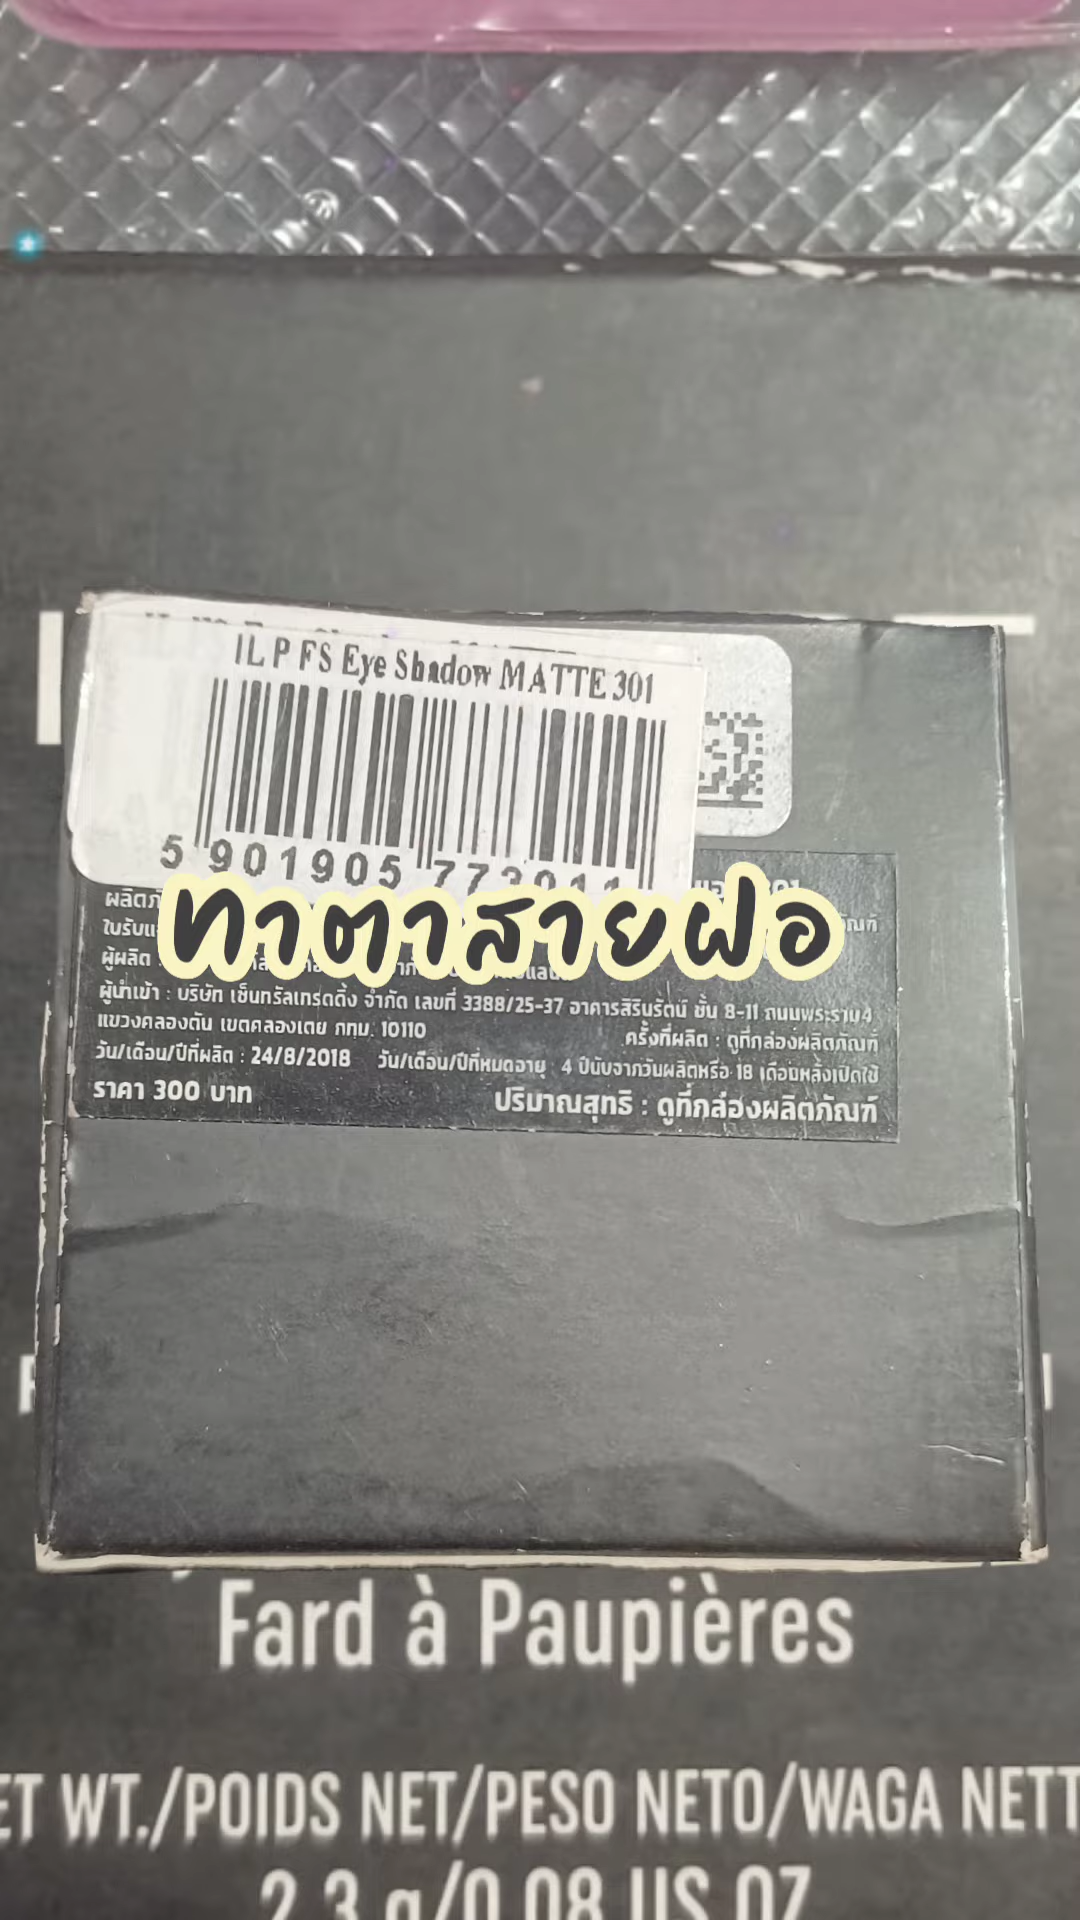 IL P FS Eye Shadow MATTE 301
5 901905 773011
ทาตาสายฝอ
ผู้ผลิต :
ผู้นำเข้า : บริษัท เซ็นทรัลเทรดดิ้ง จำกัด เลขที่ 3388/25-37 อาคารสิรินรัตน์ ชั้น 8-11 ถนนพระราม4
แขวงคลองตัน เขตคลองเตย กทม. 10110 ครั้งที่ผลิต : ดูที่กล่องผลิตภัณฑ์
วัน/เดือน/ปีที่ผลิต : 24/8/2018 วัน/เดือน/ปีที่หมดอายุ 4 ปีนับจากวันผลิตหรือ 18 เดือนหลังเปิดใช้
ราคา 300 บาท ปริมาณสุทธิ : ดูที่กล่องผลิตภัณฑ์
Fard à Paupières
ET WT./POIDS NET/PESO NETO/WAGA NETT
2.3 g/0.08 US OZ